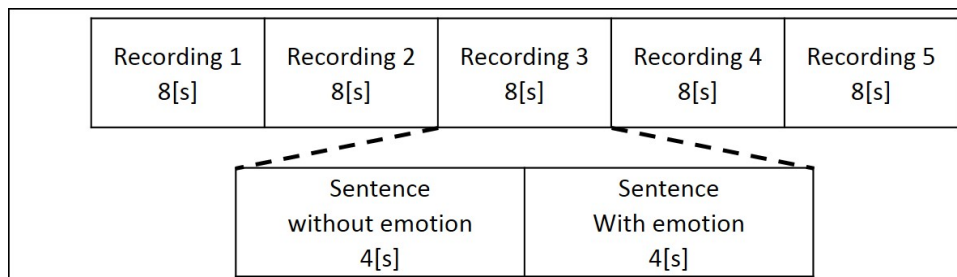 Recording 1 Recording 2 Recording 3 Recording 4 Recording 5
8[s] 8[s] 8[s] 8[s] 8[s]
Sentence Sentence
without emotion With emotion
4[s] 4[s]